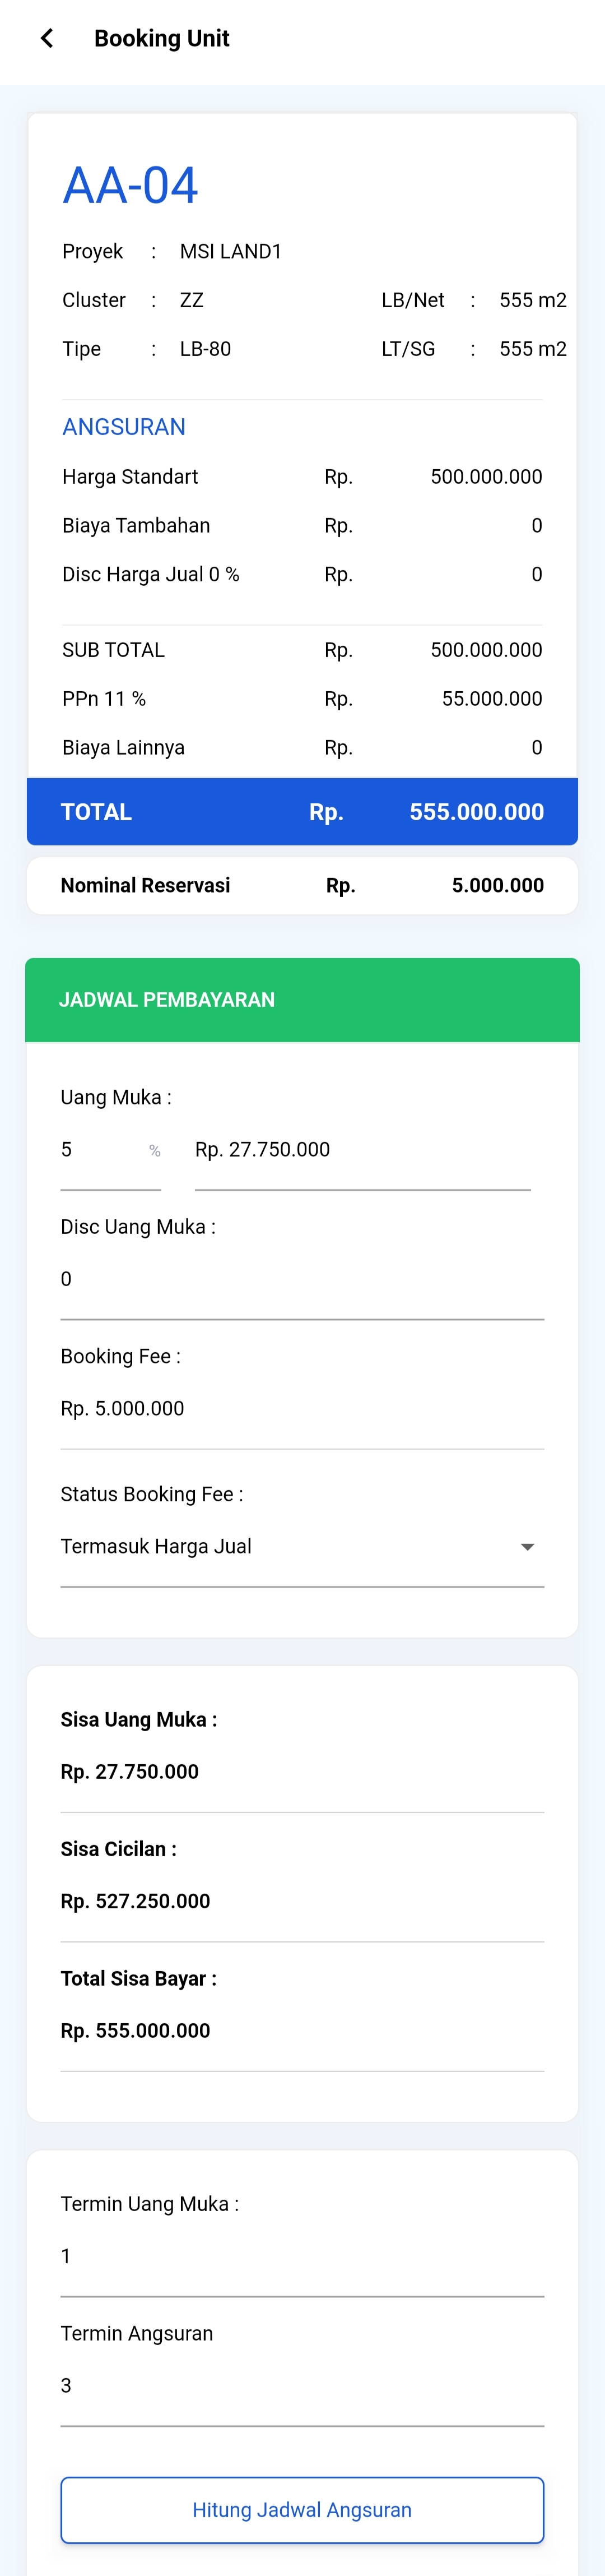 Booking Unit
AA-04
Proyek : MSI LAND1
Cluster : ZZ LB/Net : 555 m2
Tipe : LB-80 LT/SG : 555 m2
ANGSURAN
Harga Standart Rp. 500.000.000
Biaya Tambahan Rp. 0
Disc Harga Jual 0 % Rp. 0
SUB TOTAL Rp. 500.000.000
PPn 11 % Rp. 55.000.000
Biaya Lainnya Rp. 0
TOTAL Rp. 555.000.000
Nominal Reservasi Rp. 5.000.000
JADWAL PEMBAYARAN
Uang Muka :
5 % Rp. 27.750.000
Disc Uang Muka :
0
Booking Fee :
Rp. 5.000.000
Status Booking Fee :
Termasuk Harga Jual
Sisa Uang Muka :
Rp. 27.750.000
Sisa Cicilan :
Rp. 527.250.000
Total Sisa Bayar :
Rp. 555.000.000
Termin Uang Muka :
1
Termin Angsuran
3
Hitung Jadwal Angsuran